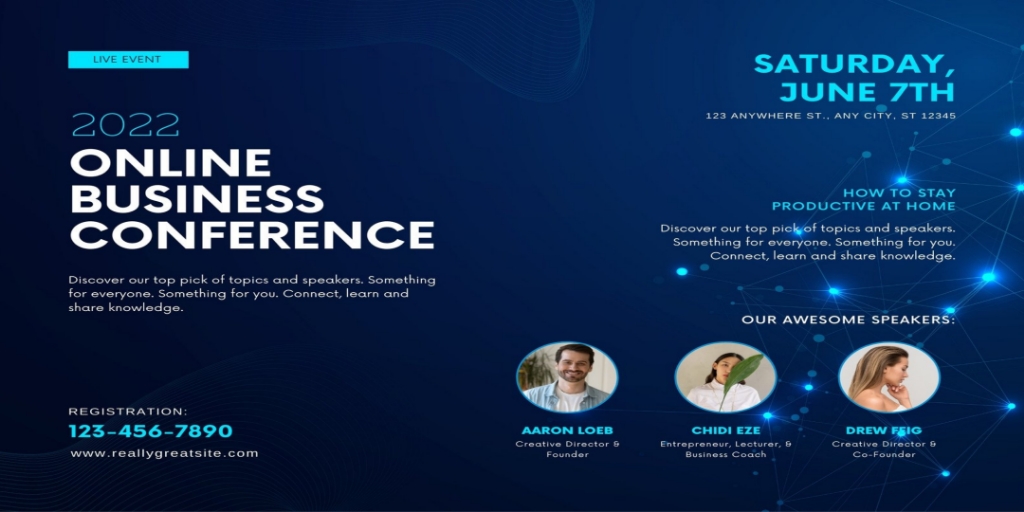 LIVE EVENT
2022
ONLINE
BUSINESS
CONFERENCE
Discover our top pick of topics and speakers. Something
for everyone. Something for you. Connect, learn and
share knowledge.
REGISTRATION:
123-456-7890
www.reallygreatsite.com
SATURDAY,
JUNE 7TH
123 ANYWHERE ST., ANY CITY, ST 12345
HOW TO STAY
PRODUCTIVE AT HOME
Discover our top pick of topics and speakers.
Something for everyone. Something for you.
Connect, learn and share knowledge.
OUR AWESOME SPEAKERS:
AARON LOEB
Creative Director &
Founder
CHIDI EZE
Entrepreneur, Lecturer, &
Business Coach
DREW FEIG
Creative Director &
Co-Founder